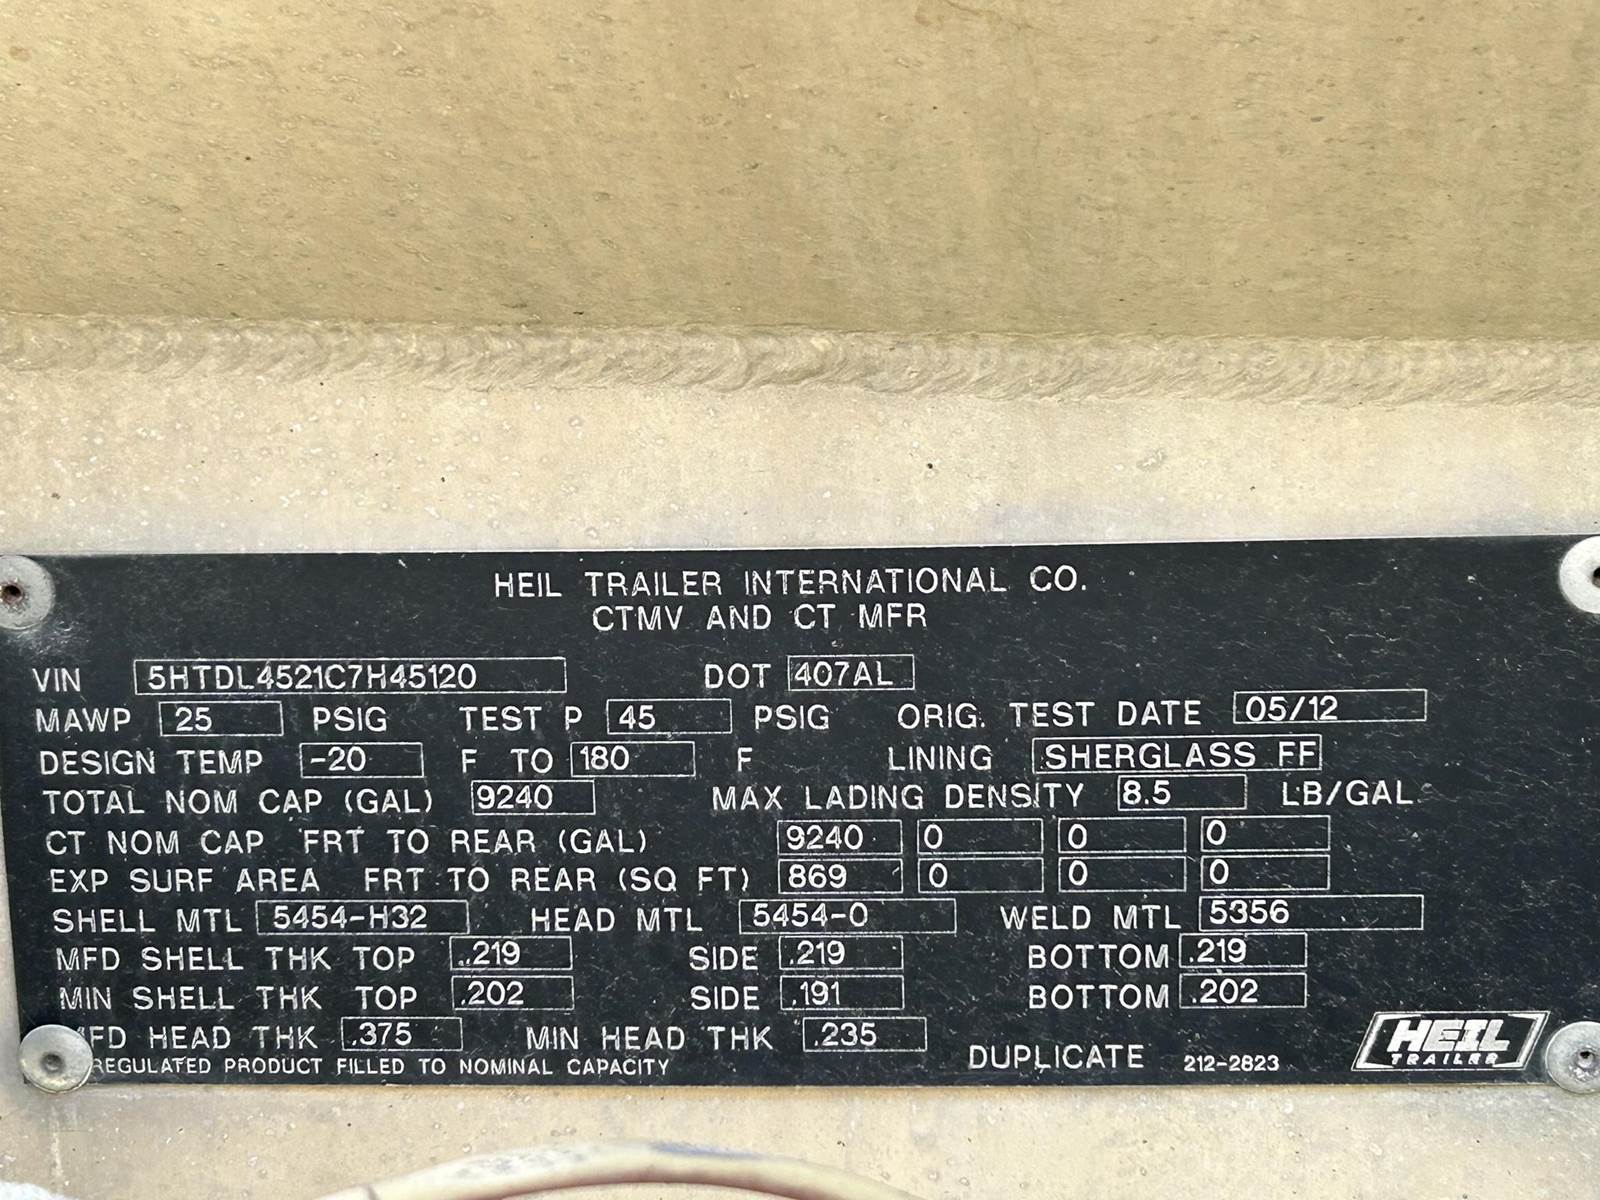 HEIL TRAILER INTERNATIONAL CO.
CTMV AND CT MFR
VIN 5HTDL4521C7H45120 DOT 407AL
MAWP 25 PSIG TEST P 45 PSIG ORIG. TEST DATE 05/12
DESIGN TEMP -20 F TO 180 F LINING SHERGLASS FF
TOTAL NOM CAP (GAL) 9240 MAX LADING DENSITY 8.5 LB/GAL.
CT NOM CAP FRT TO REAR (GAL) 9240 0 0 0
EXP SURF AREA FRT TO REAR (SQ FT) 869 0 0 0
SHELL MTL 5454-H32 HEAD MTL 5454-0 WELD MTL 5356
MFD SHELL THK TOP .219 SIDE .219 BOTTOM .219
MIN SHELL THK TOP .202 SIDE .191 BOTTOM .202
MFD HEAD THK .375 MIN HEAD THK .235
REGULATED PRODUCT FILLED TO NOMINAL CAPACITY DUPLICATE 212-2823
HEIL
TRAILER